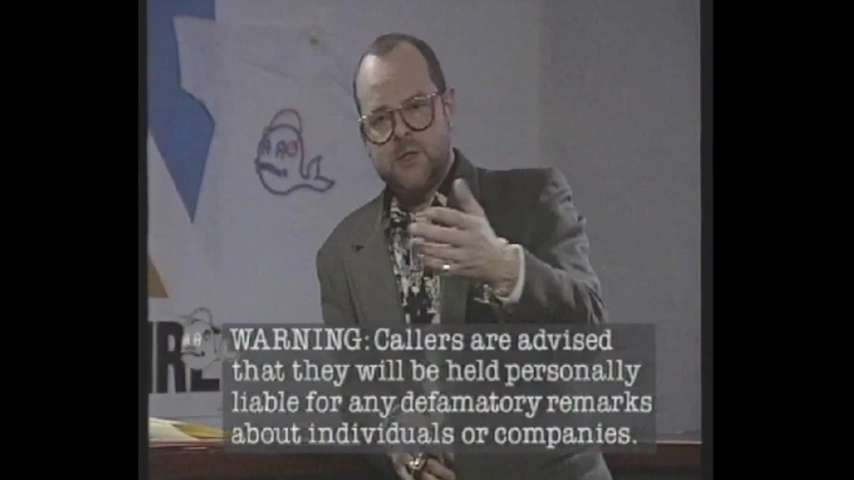 WARNING: Callers are advised
that they will be held personally
liable for any defamatory remarks
about individuals or companies.